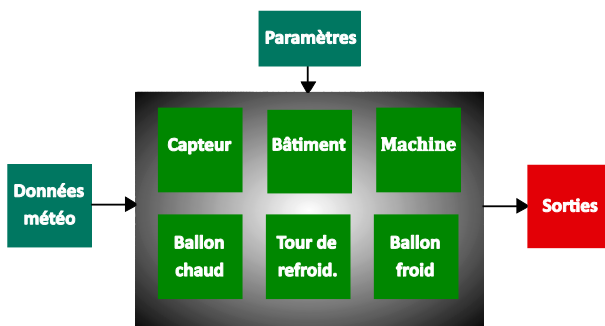 Paramètres
Capteur
Bâtiment
Machine
Données
météo
Sorties
Ballon
chaud
Tour de
refroid.
Ballon
froid